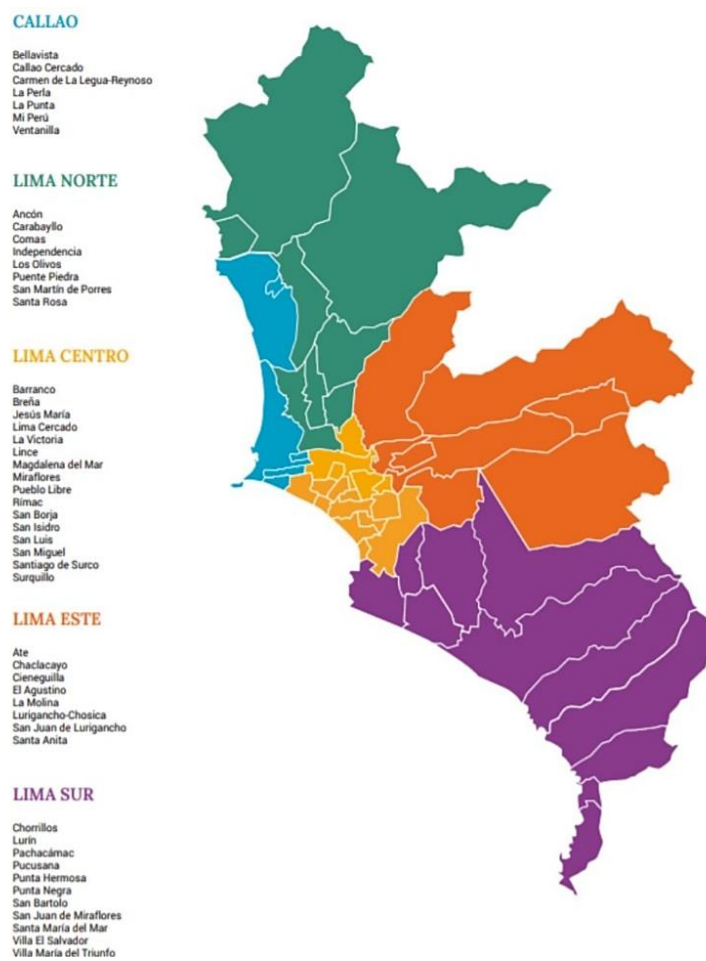 CALLAO
Bellavista
Callao Cercado
Carmen de La Legua-Reynoso
La Perla
La Punta
Mi Perú
Ventanilla
LIMA NORTE
Ancón
Carabayllo
Comas
Independencia
Los Olivos
Puente Piedra
San Martín de Porres
Santa Rosa
LIMA CENTRO
Barranco
Breña
Jesús María
Lima Cercado
La Victoria
Lince
Magdalena del Mar
Miraflores
Pueblo Libre
Rímac
San Borja
San Isidro
San Luis
San Miguel
Santiago de Surco
Surquillo
LIMA ESTE
Ate
Chaclacayo
Cieneguilla
El Agustino
La Molina
Lurigancho-Chosica
San Juan de Lurigancho
Santa Anita
LIMA SUR
Chorrillos
Lurín
Pachacámac
Pucusana
Punta Hermosa
Punta Negra
San Bartolo
San Juan de Miraflores
Santa María del Mar
Villa El Salvador
Villa María del Triunfo